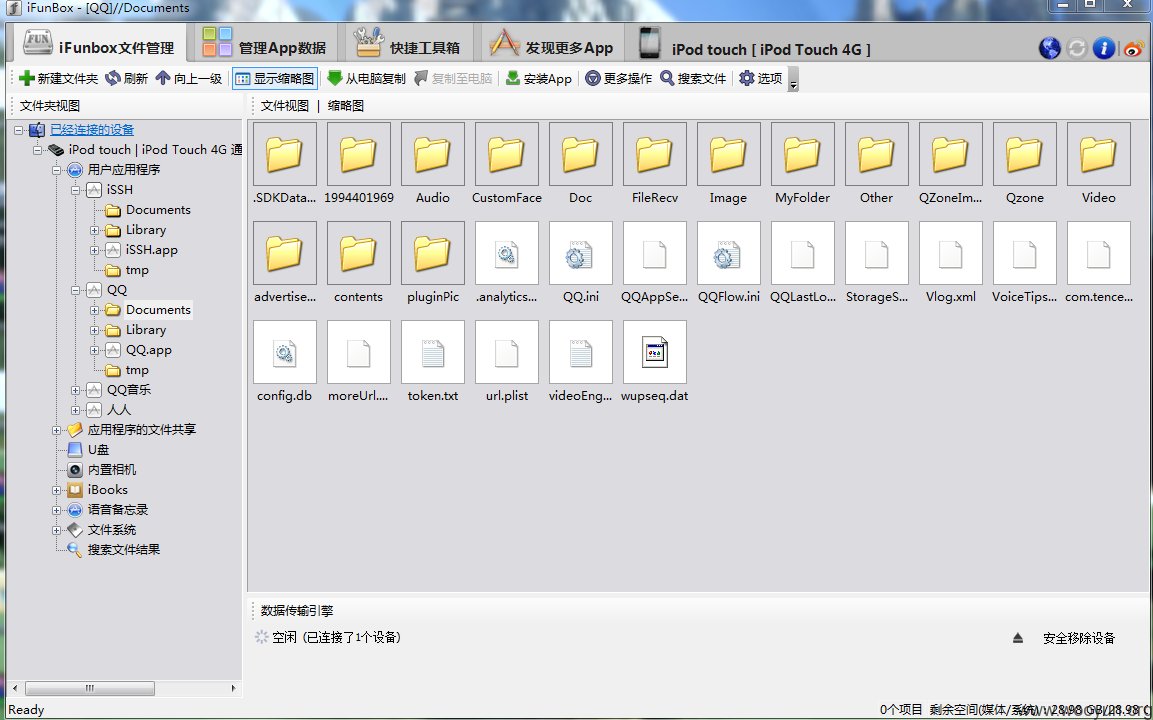 iFunBox - [QQ]//Documents
iFunbox文件管理 管理App数据 快捷工具箱 发现更多App iPod touch [ iPod Touch 4G ]
新建文件夹 刷新 向上一级 显示缩略图 从电脑复制 复制至电脑 安装App 更多操作 搜索文件 选项
文件夹视图
文件视图 | 缩略图
已经连接的设备
iPod touch | iPod Touch 4G 通
用户应用程序
iSSH
Documents
Library
iSSH.app
tmp
QQ
Documents
Library
QQ.app
tmp
QQ音乐
人人
应用程序的文件共享
U盘
内置相机
iBooks
语音备忘录
文件系统
搜索文件结果
.SDKData... 1994401969 Audio CustomFace Doc FileRecv Image MyFolder Other QZoneIm... Qzone Video
advertise... contents pluginPic .analytics... QQ.ini QQAppSe... QQFlow.ini QQLastLo... StorageS... Vlog.xml VoiceTips... com.tence...
config.db moreUrl.... token.txt url.plist videoEng... wupseq.dat
数据传输引擎
空闲 (已连接了1个设备)
安全移除设备
Ready
0个项目 剩余空间(媒体/系统) : 28.98 GB/28.98 G
www.wooyun.org